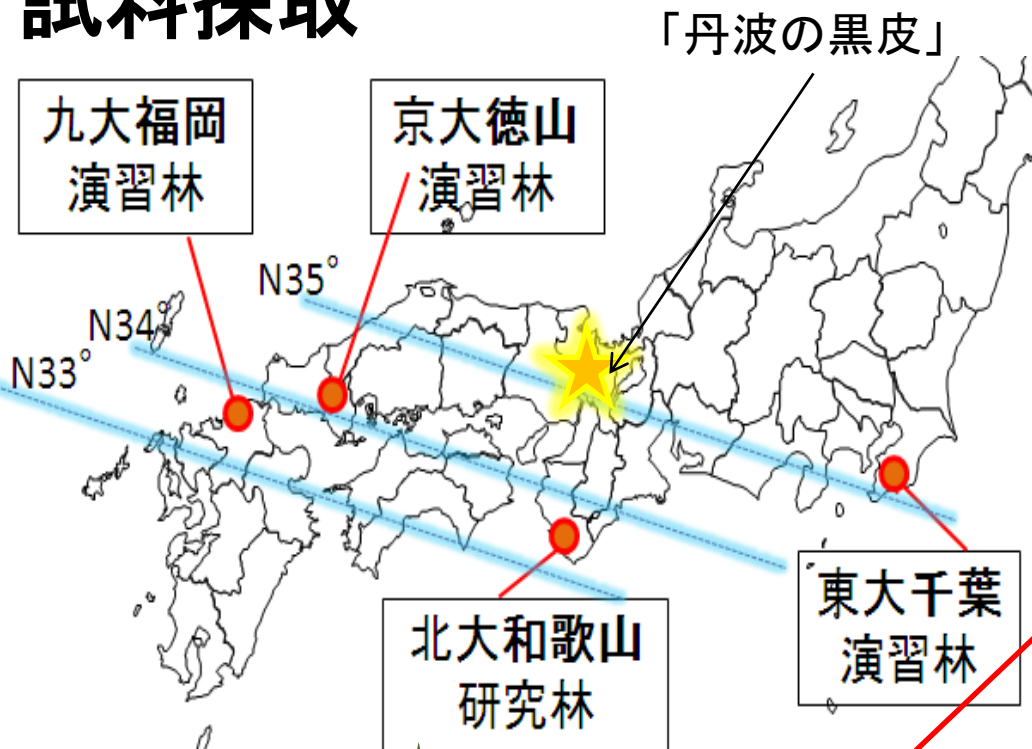 試料採取
「丹波の黒皮」
九大福岡
演習林
京大徳山
演習林
N35°
N34°
N33°
東大千葉
演習林
北大和歌山
研究林